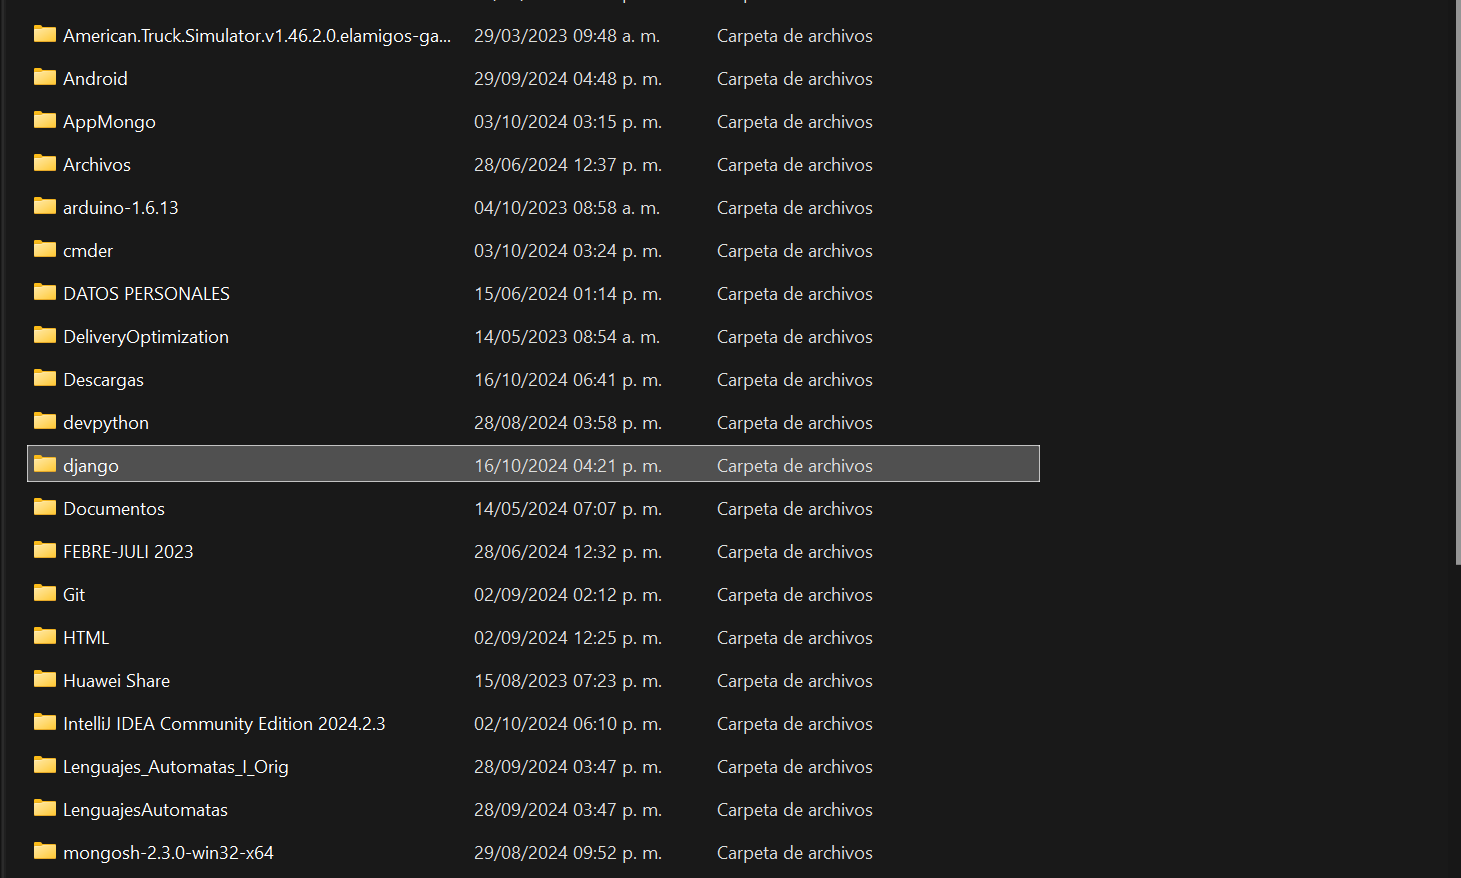 American.Truck.Simulator.v1.46.2.0.elamigos-ga... 29/03/2023 09:48 a. m. Carpeta de archivos
Android 29/09/2024 04:48 p. m. Carpeta de archivos
AppMongo 03/10/2024 03:15 p. m. Carpeta de archivos
Archivos 28/06/2024 12:37 p. m. Carpeta de archivos
arduino-1.6.13 04/10/2023 08:58 a. m. Carpeta de archivos
cmder 03/10/2024 03:24 p. m. Carpeta de archivos
DATOS PERSONALES 15/06/2024 01:14 p. m. Carpeta de archivos
DeliveryOptimization 14/05/2023 08:54 a. m. Carpeta de archivos
Descargas 16/10/2024 06:41 p. m. Carpeta de archivos
devpython 28/08/2024 03:58 p. m. Carpeta de archivos
django 16/10/2024 04:21 p. m. Carpeta de archivos
Documentos 14/05/2024 07:07 p. m. Carpeta de archivos
FEBRE-JULI 2023 28/06/2024 12:32 p. m. Carpeta de archivos
Git 02/09/2024 02:12 p. m. Carpeta de archivos
HTML 02/09/2024 12:25 p. m. Carpeta de archivos
Huawei Share 15/08/2023 07:23 p. m. Carpeta de archivos
IntelliJ IDEA Community Edition 2024.2.3 02/10/2024 06:10 p. m. Carpeta de archivos
Lenguajes_Automatas_I_Orig 28/09/2024 03:47 p. m. Carpeta de archivos
LenguajesAutomatas 28/09/2024 03:47 p. m. Carpeta de archivos
mongosh-2.3.0-win32-x64 29/08/2024 09:52 p. m. Carpeta de archivos